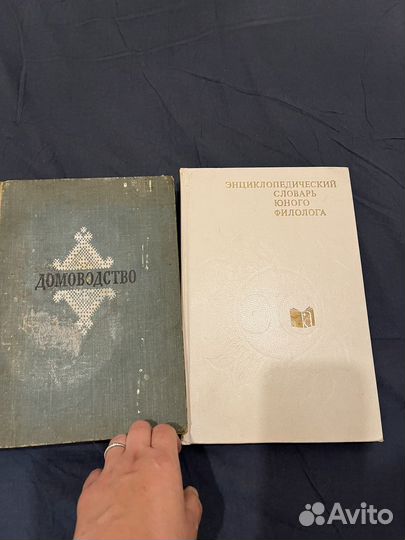 ДОМОВОДСТВО
ЭНЦИКЛОПЕДИЧЕСКИЙ
СЛОВАРЬ
ЮНОГО
ФИЛОЛОГА
Avito